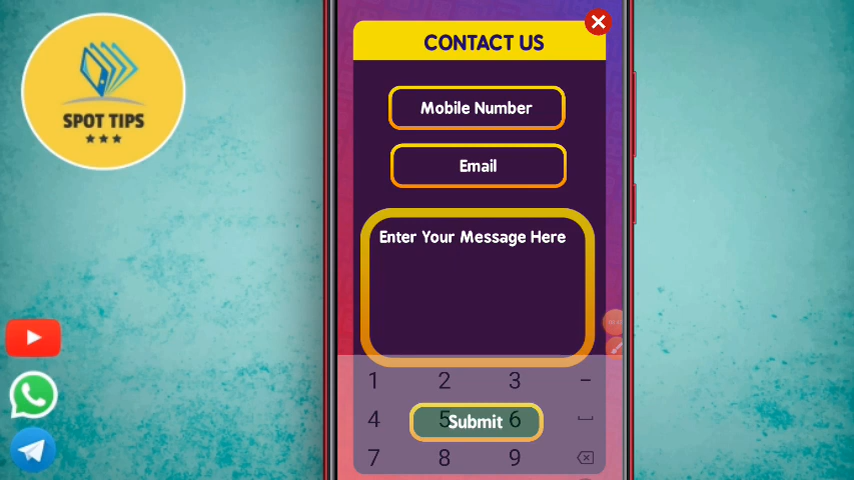 SPOT TIPS
CONTACT US
Mobile Number
Email
Enter Your Message Here
1 2 3 -
4 5 6
Submit
7 8 9